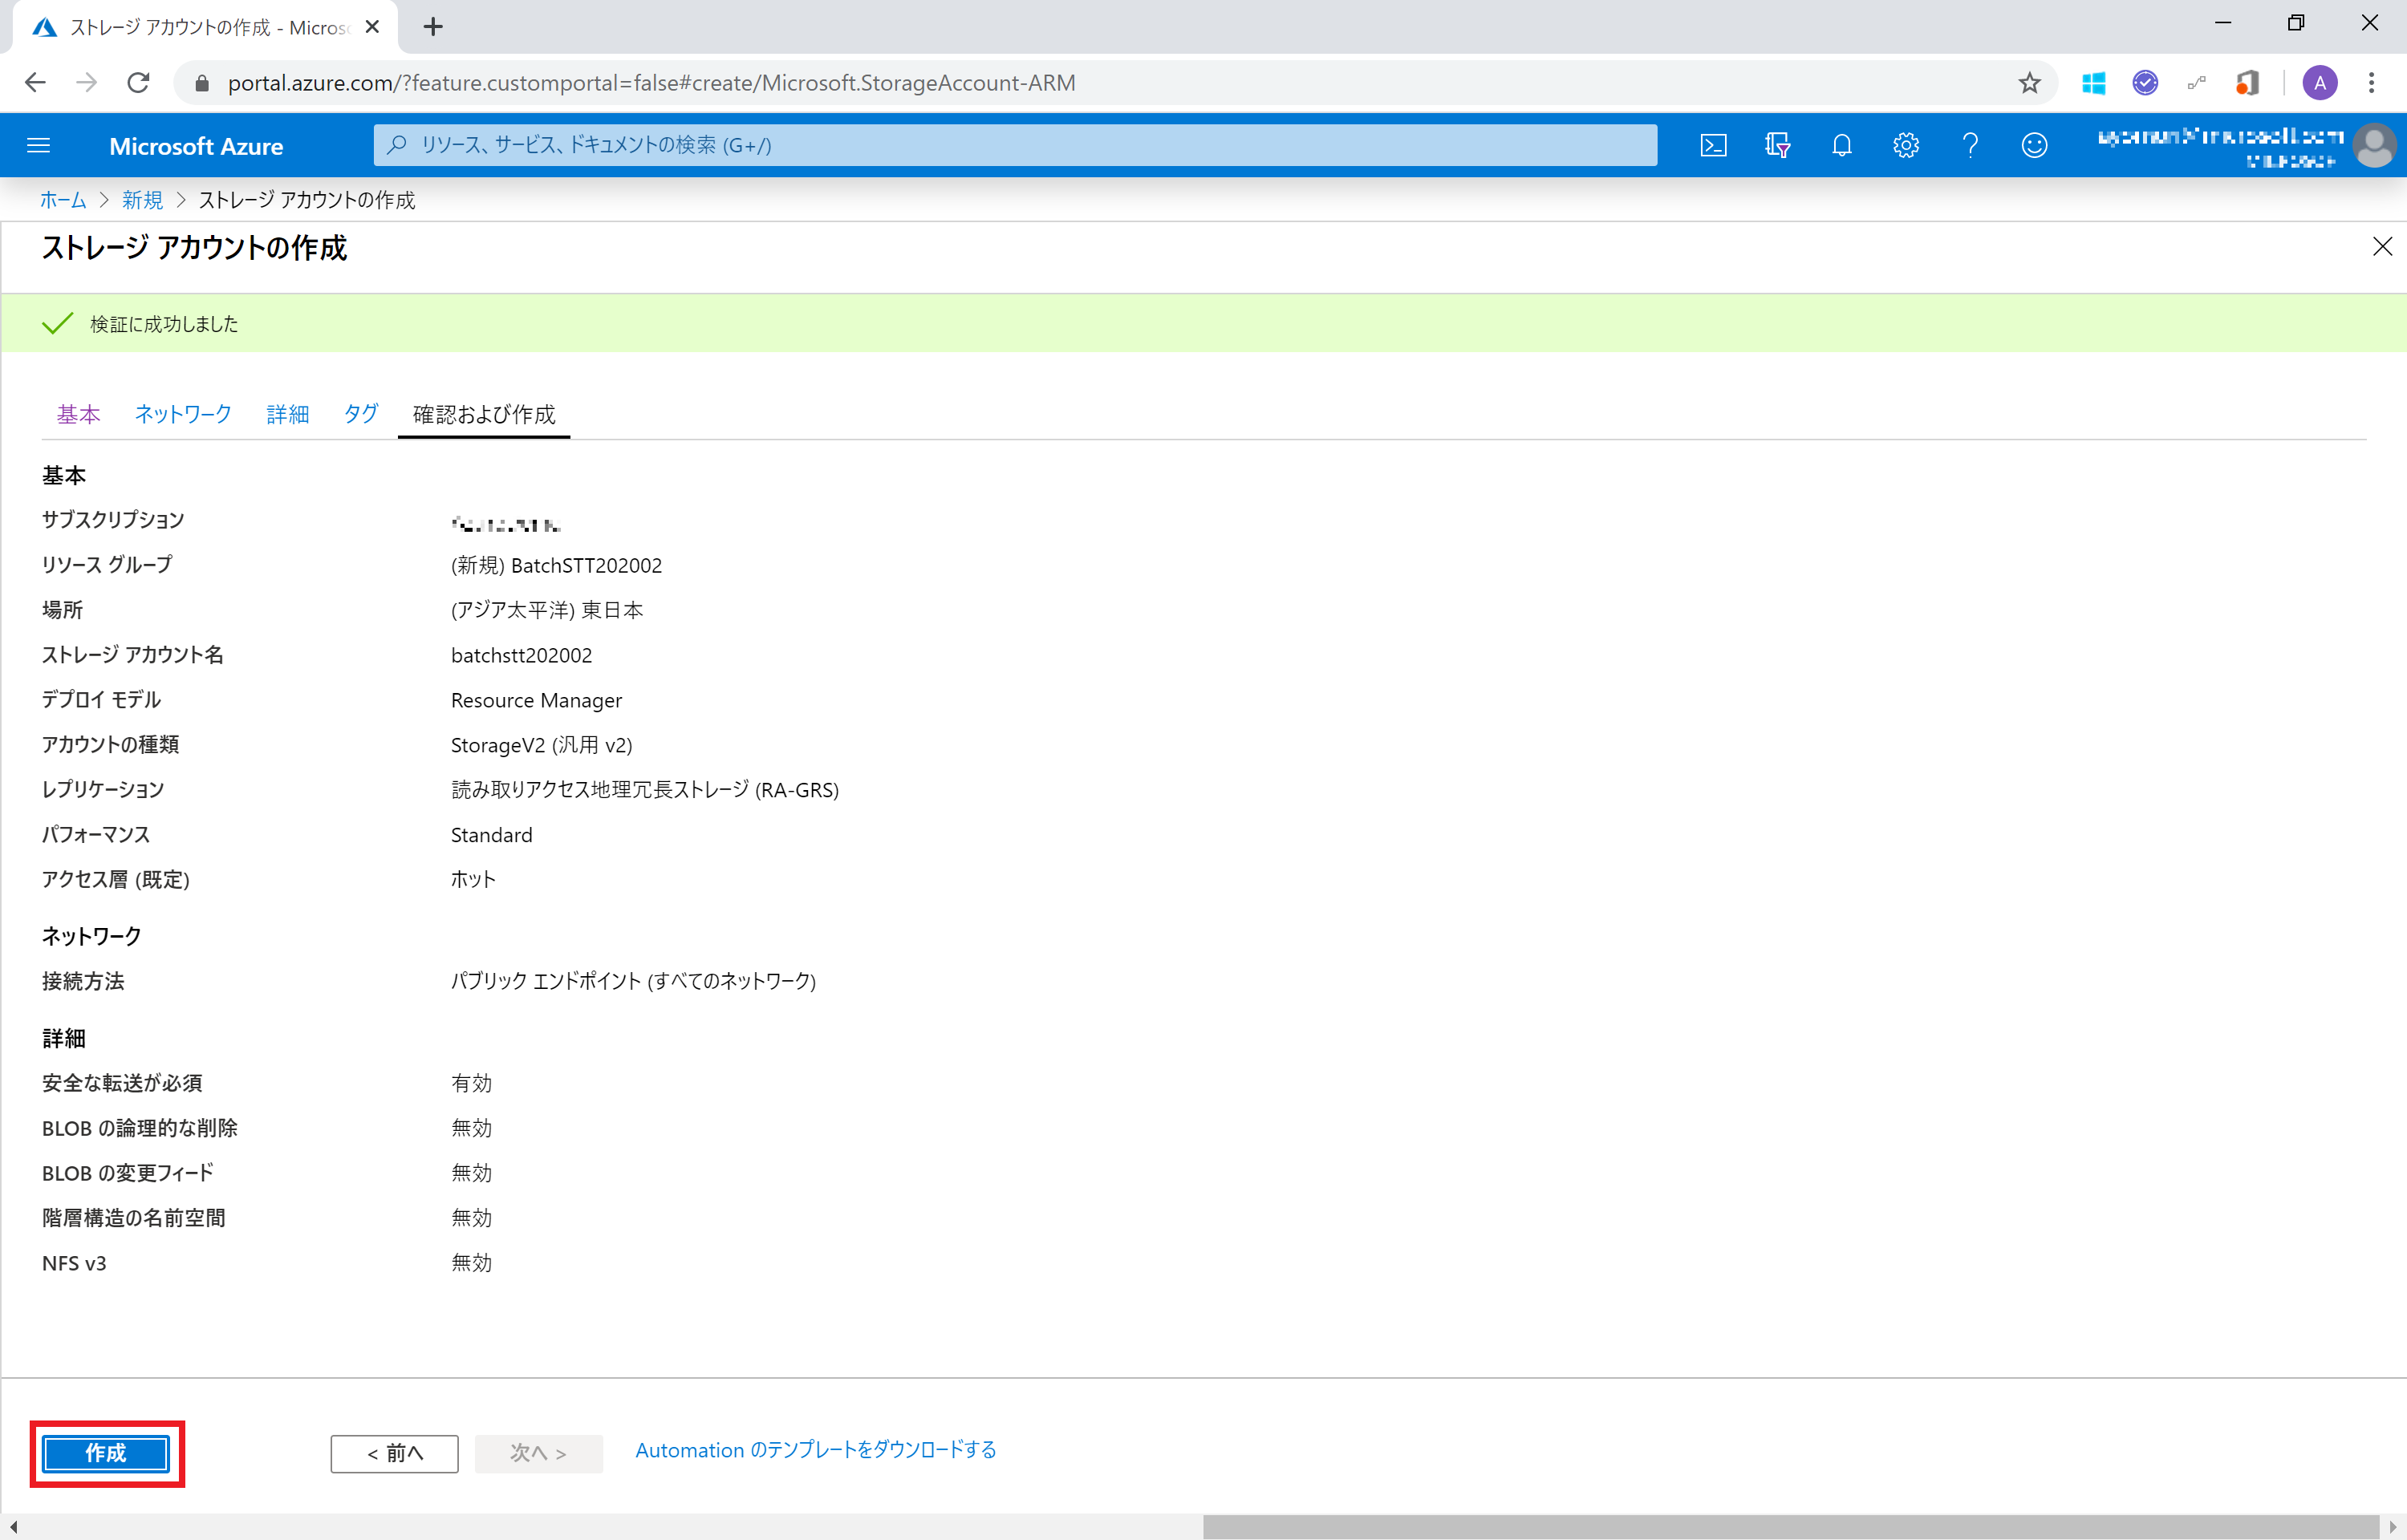 ストレージ アカウントの作成 - Micros
portal.azure.com/?feature.customportal=false#create/Microsoft.StorageAccount-ARM
A
Microsoft Azure
リソース、サービス、ドキュメントの検索 (G+/)
ホーム > 新規 > ストレージ アカウントの作成
ストレージ アカウントの作成
検証に成功しました
基本 ネットワーク 詳細 タグ 確認および作成
基本
サブスクリプション
リソース グループ (新規) BatchSTT202002
場所 (アジア太平洋) 東日本
ストレージ アカウント名 batchstt202002
デプロイ モデル Resource Manager
アカウントの種類 StorageV2 (汎用 v2)
レプリケーション 読み取りアクセス地理冗長ストレージ (RA-GRS)
パフォーマンス Standard
アクセス層 (既定) ホット
ネットワーク
接続方法 パブリック エンドポイント (すべてのネットワーク)
詳細
安全な転送が必須 有効
BLOB の論理的な削除 無効
BLOB の変更フィード 無効
階層構造の名前空間 無効
NFS v3 無効
作成 < 前へ 次へ > Automation のテンプレートをダウンロードする